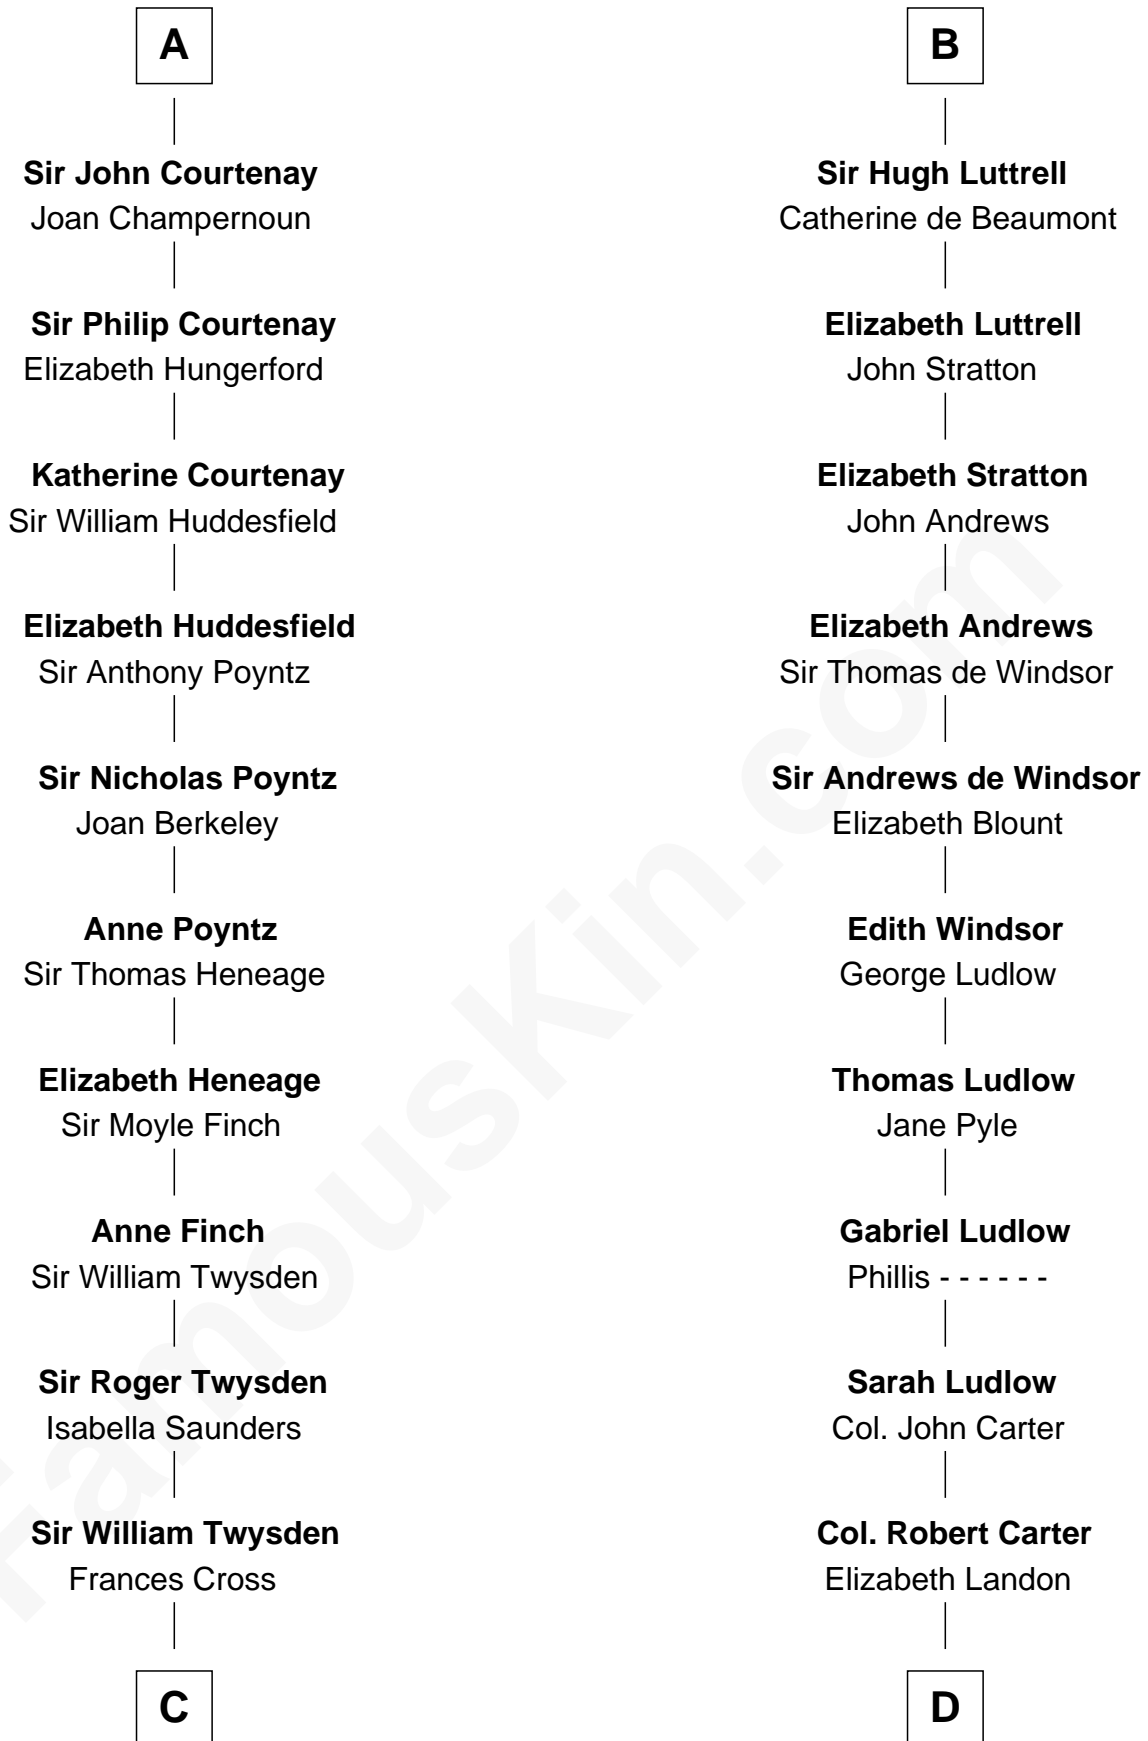 A
Sir John Courtenay
Joan Champernoun
Sir Philip Courtenay
Elizabeth Hungerford
Katherine Courtenay
Sir William Huddesfield
Elizabeth Huddesfield
Sir Anthony Poyntz
Sir Nicholas Poyntz
Joan Berkeley
Anne Poyntz
Sir Thomas Heneage
Elizabeth Heneage
Sir Moyle Finch
Anne Finch
Sir William Twysden
Sir Roger Twysden
Isabella Saunders
Sir William Twysden
Frances Cross
C
B
Sir Hugh Luttrell
Catherine de Beaumont
Elizabeth Luttrell
John Stratton
Elizabeth Stratton
John Andrews
Elizabeth Andrews
Sir Thomas de Windsor
Sir Andrews de Windsor
Elizabeth Blount
Edith Windsor
George Ludlow
Thomas Ludlow
Jane Pyle
Gabriel Ludlow
Phillis - - - - - -
Sarah Ludlow
Col. John Carter
Col. Robert Carter
Elizabeth Landon
D
FamousKin.com